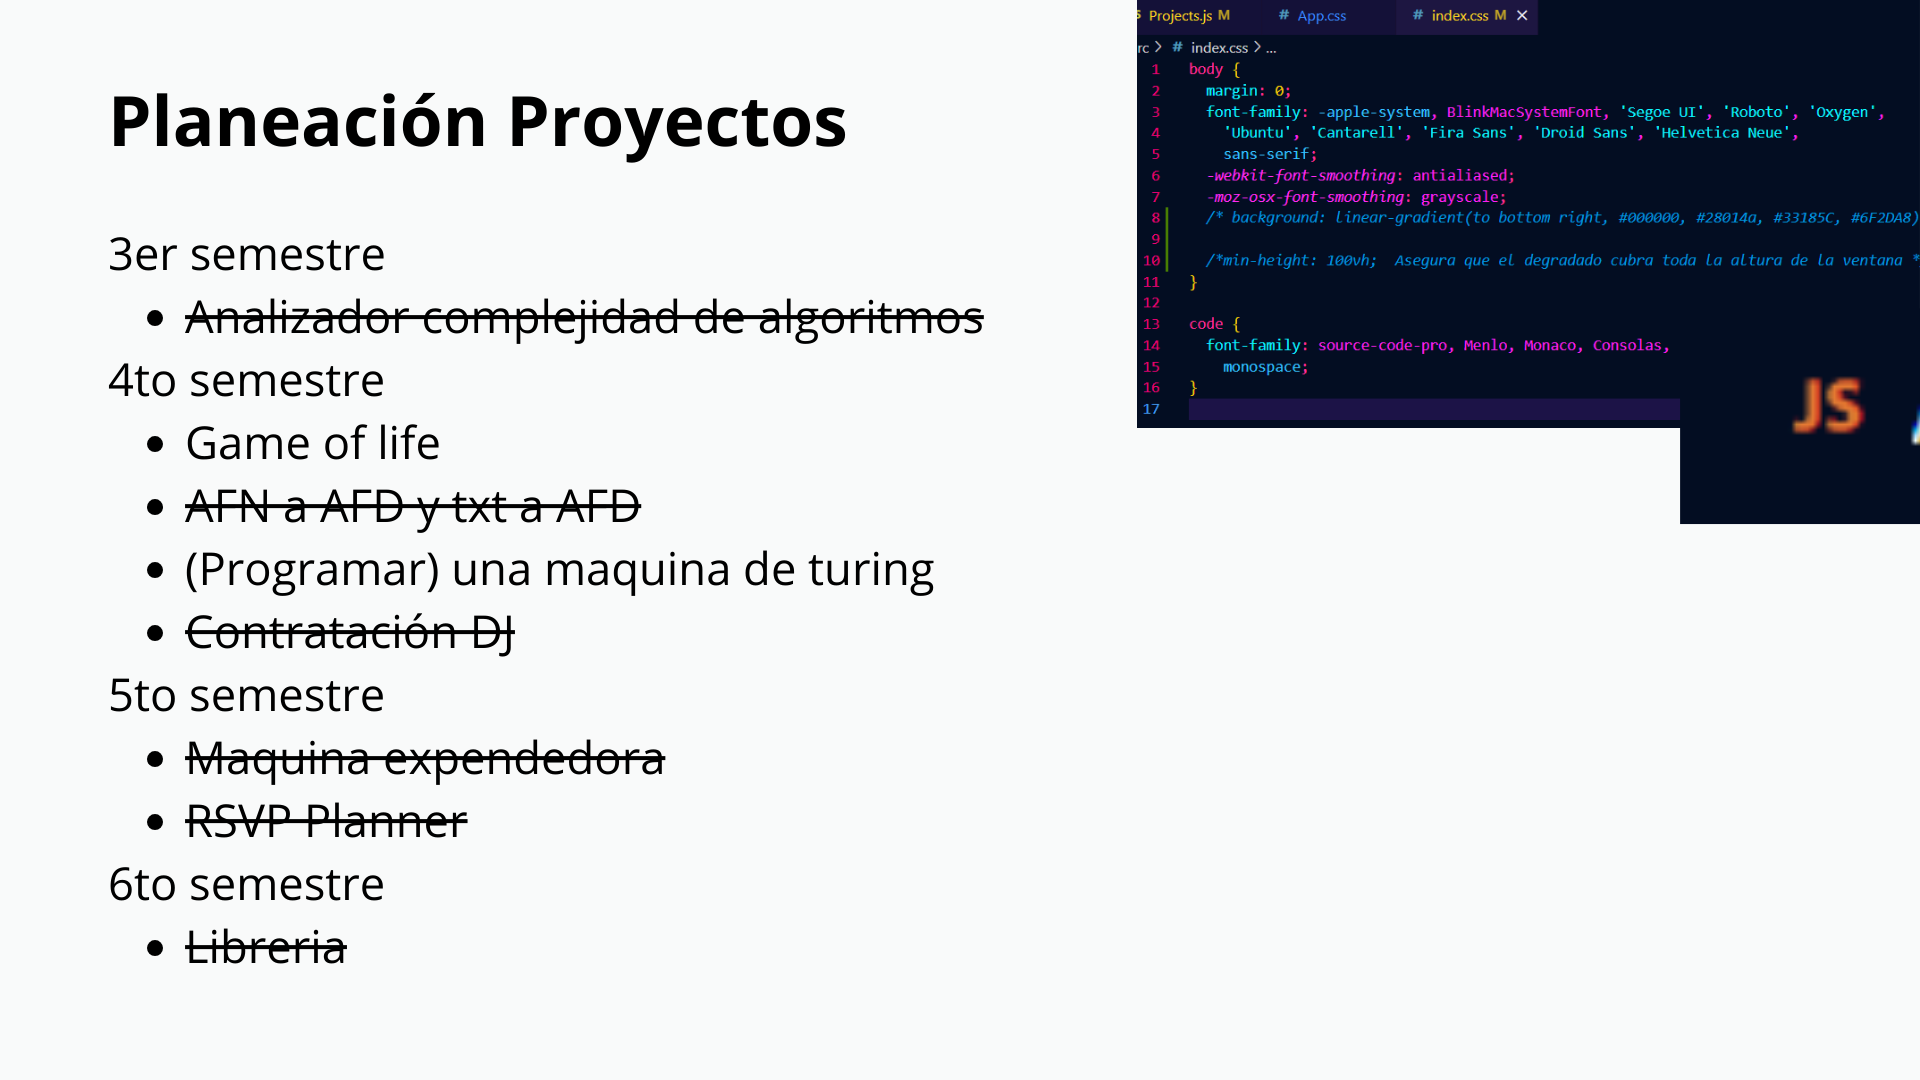 Planeación Proyectos
3er semestre
Analizador complejidad de algoritmos
4to semestre
Game of life
AFN a AFD y txt a AFD
(Programar) una maquina de turing
Contratación DJ
5to semestre
Maquina expendedora
RSVP Planner
6to semestre
Libreria
Projects.js M # App.css # index.css M ✕
rc > # index.css > ...
1 body {
2 margin: 0;
3 font-family: -apple-system, BlinkMacSystemFont, 'Segoe UI', 'Roboto', 'Oxygen',
4 'Ubuntu', 'Cantarell', 'Fira Sans', 'Droid Sans', 'Helvetica Neue',
5 sans-serif;
6 -webkit-font-smoothing: antialiased;
7 -moz-osx-font-smoothing: grayscale;
8 /* background: linear-gradient(to bottom right, #000000, #28014a, #33185C, #6F2DA8)
9
10 /*min-height: 100vh; Asegura que el degradado cubra toda la altura de la ventana *
11 }
12
13 code {
14 font-family: source-code-pro, Menlo, Monaco, Consolas,
15 monospace;
16 }
17
JS